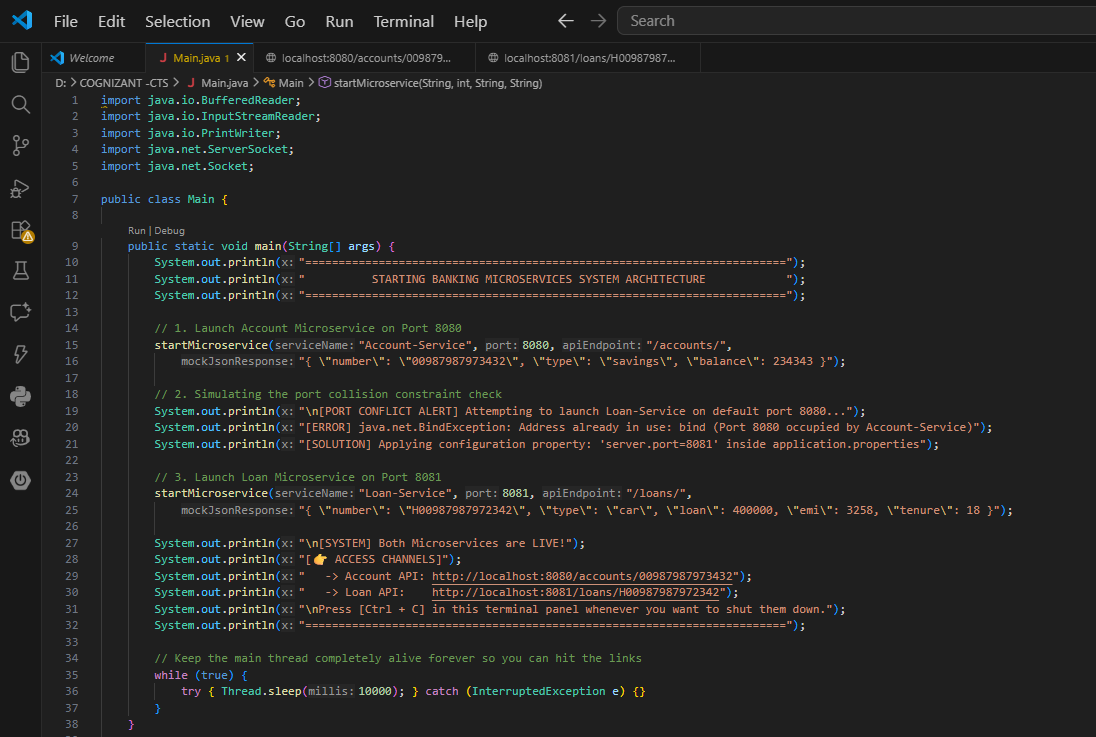 File Edit Selection View Go Run Terminal Help Search
Welcome Main.java 1 localhost:8080/accounts/009879... localhost:8081/loans/H00987987...
D: > COGNIZANT -CTS > Main.java > Main > startMicroservice(String, int, String, String)
1 import java.io.BufferedReader;
2 import java.io.InputStreamReader;
3 import java.io.PrintWriter;
4 import java.net.ServerSocket;
5 import java.net.Socket;
6
7 public class Main {
8
Run | Debug
9 public static void main(String[] args) {
10 System.out.println(x: "========================================================================");
11 System.out.println(x: "          STARTING BANKING MICROSERVICES SYSTEM ARCHITECTURE            ");
12 System.out.println(x: "========================================================================");
13
14 // 1. Launch Account Microservice on Port 8080
15 startMicroservice(serviceName: "Account-Service", port: 8080, apiEndpoint: "/accounts/",
16 mockJsonResponse: "{ \"number\": \"00987987973432\", \"type\": \"savings\", \"balance\": 234343 }");
17
18 // 2. Simulating the port collision constraint check
19 System.out.println(x: "\n[PORT CONFLICT ALERT] Attempting to launch Loan-Service on default port 8080...");
20 System.out.println(x: "[ERROR] java.net.BindException: Address already in use: bind (Port 8080 occupied by Account-Service)");
21 System.out.println(x: "[SOLUTION] Applying configuration property: 'server.port=8081' inside application.properties");
22
23 // 3. Launch Loan Microservice on Port 8081
24 startMicroservice(serviceName: "Loan-Service", port: 8081, apiEndpoint: "/loans/",
25 mockJsonResponse: "{ \"number\": \"H00987987972342\", \"type\": \"car\", \"loan\": 400000, \"emi\": 3258, \"tenure\": 18 }");
26
27 System.out.println(x: "\n[SYSTEM] Both Microservices are LIVE!");
28 System.out.println(x: "[👉 ACCESS CHANNELS]");
29 System.out.println(x: "   -> Account API: http://localhost:8080/accounts/00987987973432");
30 System.out.println(x: "   -> Loan API:    http://localhost:8081/loans/H00987987972342");
31 System.out.println(x: "\nPress [Ctrl + C] in this terminal panel whenever you want to shut them down.");
32 System.out.println(x: "========================================================================");
33
34 // Keep the main thread completely alive forever so you can hit the links
35 while (true) {
36 try { Thread.sleep(millis: 10000); } catch (InterruptedException e) {}
37 }
38 }